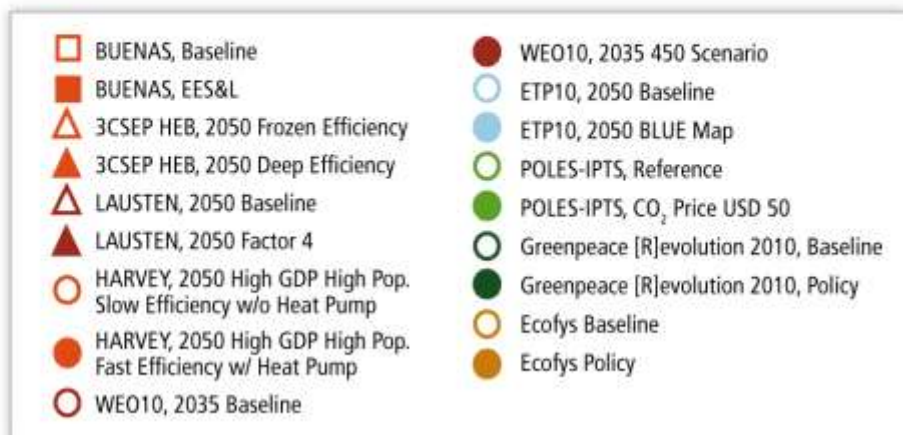 BUENAS, Baseline
BUENAS, EES&L
3CSEP HEB, 2050 Frozen Efficiency
3CSEP HEB, 2050 Deep Efficiency
LAUSTEN, 2050 Baseline
LAUSTEN, 2050 Factor 4
HARVEY, 2050 High GDP High Pop.
Slow Efficiency w/o Heat Pump
HARVEY, 2050 High GDP High Pop.
Fast Efficiency w/ Heat Pump
WEO10, 2035 Baseline
WEO10, 2035 450 Scenario
ETP10, 2050 Baseline
ETP10, 2050 BLUE Map
POLES-IPTS, Reference
POLES-IPTS, CO₂ Price USD 50
Greenpeace [R]evolution 2010, Baseline
Greenpeace [R]evolution 2010, Policy
Ecofys Baseline
Ecofys Policy